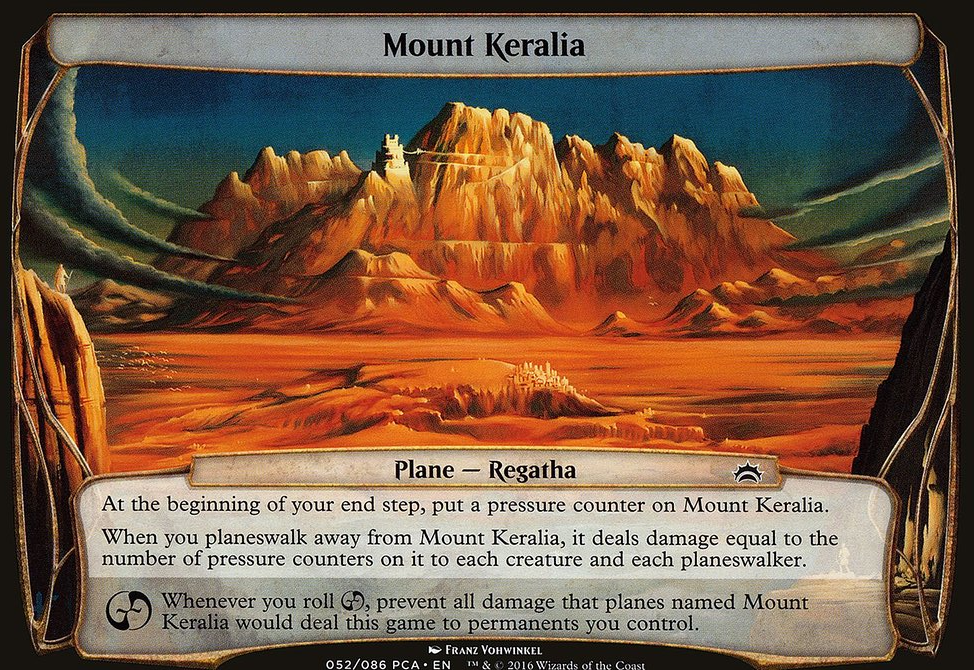 Mount Keralia
Plane — Regatha
At the beginning of your end step, put a pressure counter on Mount Keralia.
When you planeswalk away from Mount Keralia, it deals damage equal to the
number of pressure counters on it to each creature and each planeswalker.
Whenever you roll , prevent all damage that planes named Mount
Keralia would deal this game to permanents you control.
Franz Vohwinkel
052/086 PCA • EN ™ & © 2016 Wizards of the Coast